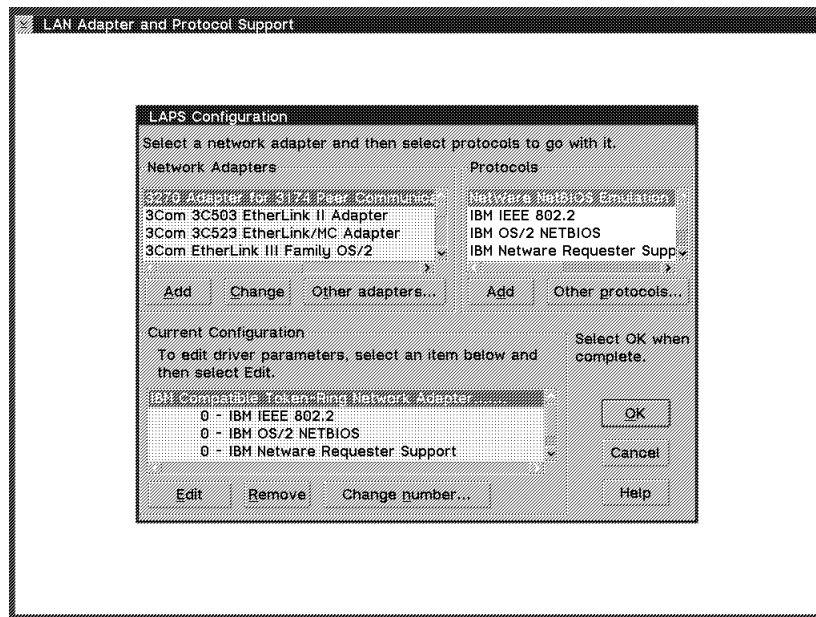 LAN Adapter and Protocol Support
LAPS Configuration
Select a network adapter and then select protocols to go with it.
Network Adapters
3270 Adapter for 3174 Peer Communica
3Com 3C503 EtherLink II Adapter
3Com 3C523 EtherLink/MC Adapter
3Com EtherLink III Family OS/2
Add Change Other adapters...
Protocols
NetWare NetBIOS Emulation
IBM IEEE 802.2
IBM OS/2 NETBIOS
IBM Netware Requester Supp
Add Other protocols...
Current Configuration
To edit driver parameters, select an item below and
then select Edit.
IBM Compatible Token-Ring Network Adapter ......
0 - IBM IEEE 802.2
0 - IBM OS/2 NETBIOS
0 - IBM Netware Requester Support
Edit Remove Change number...
Select OK when
complete.
OK
Cancel
Help